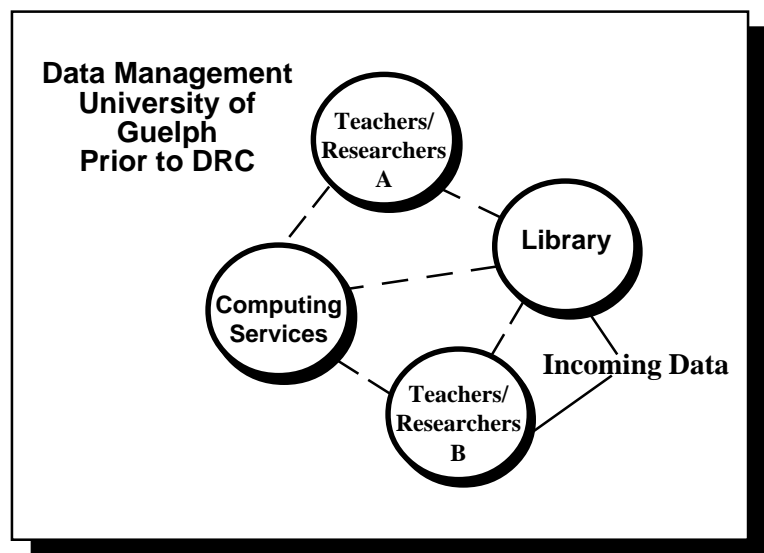 Data Management
University of
Guelph
Prior to DRC
Teachers/
Researchers
A
Library
Computing
Services
Incoming Data
Teachers/
Researchers
B